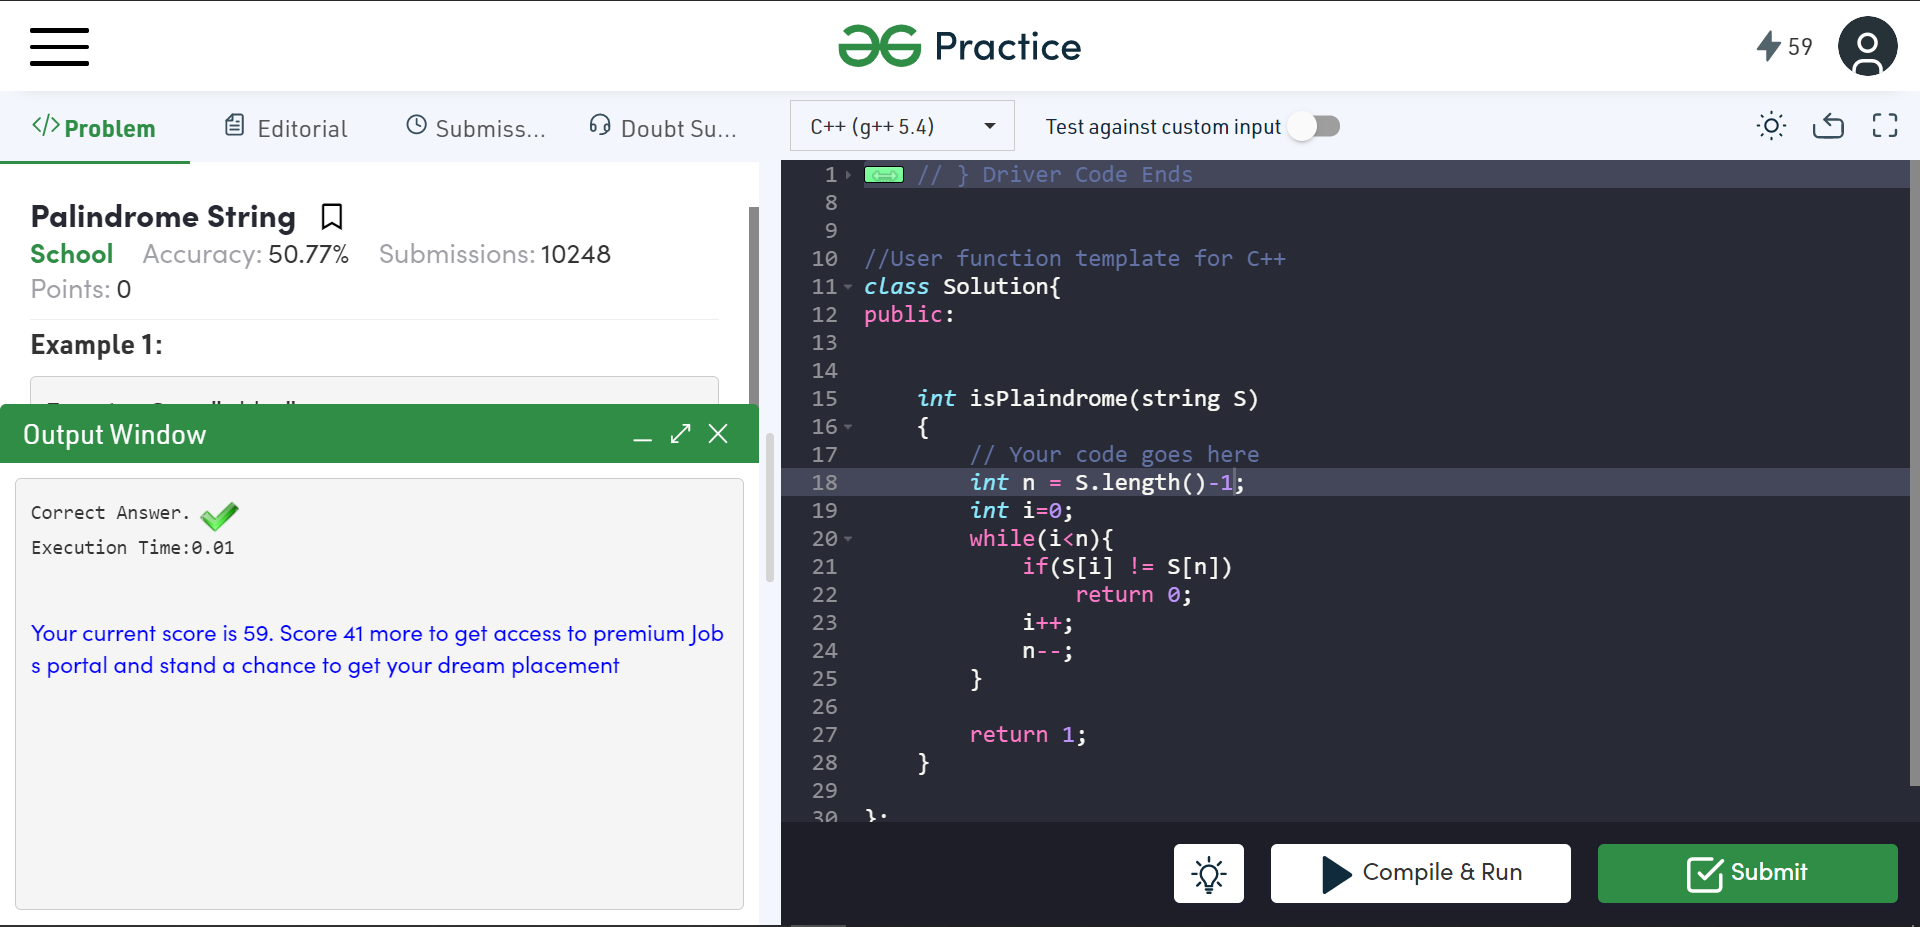 Practice
59
Problem
Editorial
Submiss...
Doubt Su...
C++ (g++ 5.4)
Test against custom input
Palindrome String
School Accuracy: 50.77% Submissions: 10248
Points: 0
Example 1:
Output Window
Correct Answer.
Execution Time:0.01
Your current score is 59. Score 41 more to get access to premium Job
s portal and stand a chance to get your dream placement
1 // } Driver Code Ends
8
9
10 //User function template for C++
11 class Solution{
12 public:
13
14
15 int isPlaindrome(string S)
16 {
17 // Your code goes here
18 int n = S.length()-1;
19 int i=0;
20 while(i<n){
21 if(S[i] != S[n])
22 return 0;
23 i++;
24 n--;
25 }
26
27 return 1;
28 }
29
30 };
Compile & Run
Submit